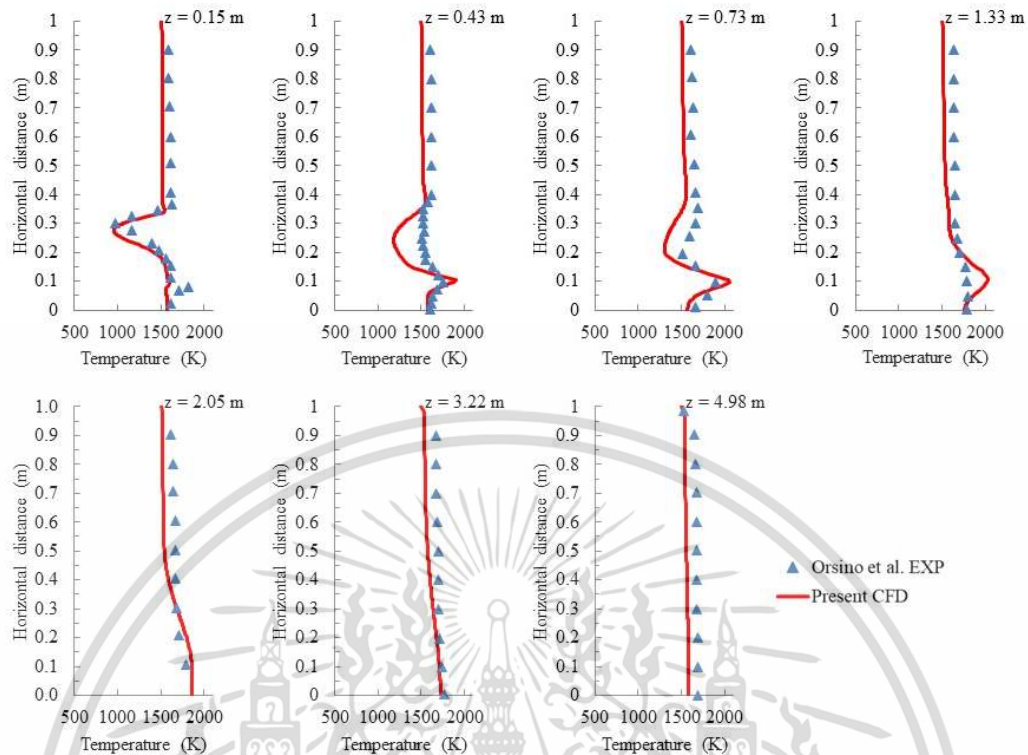 z = 0.15 m
z = 0.43 m
z = 0.73 m
z = 1.33 m
Horizontal distance (m)
1
0.9
0.8
0.7
0.6
0.5
0.4
0.3
0.2
0.1
0
500 1000 1500 2000
Temperature (K)
Horizontal distance (m)
1
0.9
0.8
0.7
0.6
0.5
0.4
0.3
0.2
0.1
0
500 1000 1500 2000
Temperature (K)
Horizontal distance (m)
1
0.9
0.8
0.7
0.6
0.5
0.4
0.3
0.2
0.1
0
500 1000 1500 2000
Temperature (K)
Horizontal distance (m)
1
0.9
0.8
0.7
0.6
0.5
0.4
0.3
0.2
0.1
0
500 1000 1500 2000
Temperature (K)
z = 2.05 m
z = 3.22 m
z = 4.98 m
Horizontal distance (m)
1.0
0.9
0.8
0.7
0.6
0.5
0.4
0.3
0.2
0.1
0.0
500 1000 1500 2000
Temperature (K)
Horizontal distance (m)
1
0.9
0.8
0.7
0.6
0.5
0.4
0.3
0.2
0.1
0
500 1000 1500 2000
Temperature (K)
Horizontal distance (m)
1
0.9
0.8
0.7
0.6
0.5
0.4
0.3
0.2
0.1
0
500 1000 1500 2000
Temperature (K)
Orsino et al. EXP
Present CFD